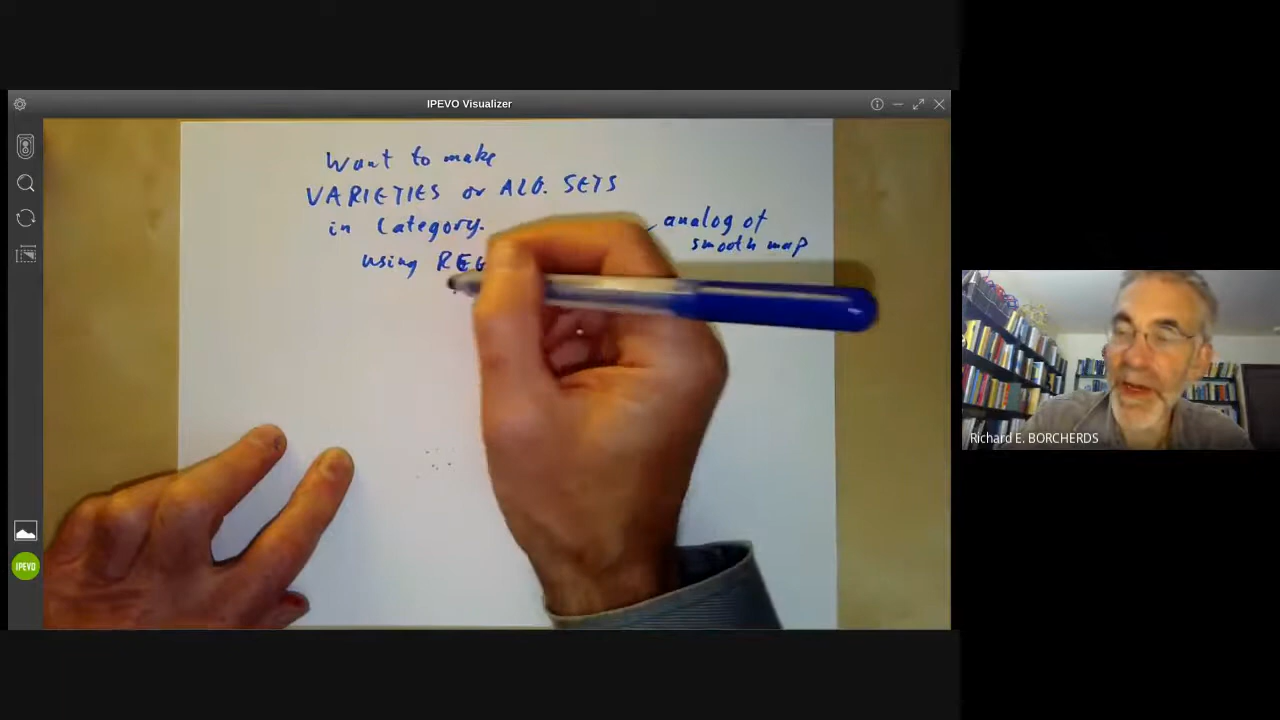 IPEVO Visualizer
Want to make
VARIETIES or ALG. SETS
in Category.
analog of
smooth map
using REG
IPEVO
Richard E. BORCHERDS